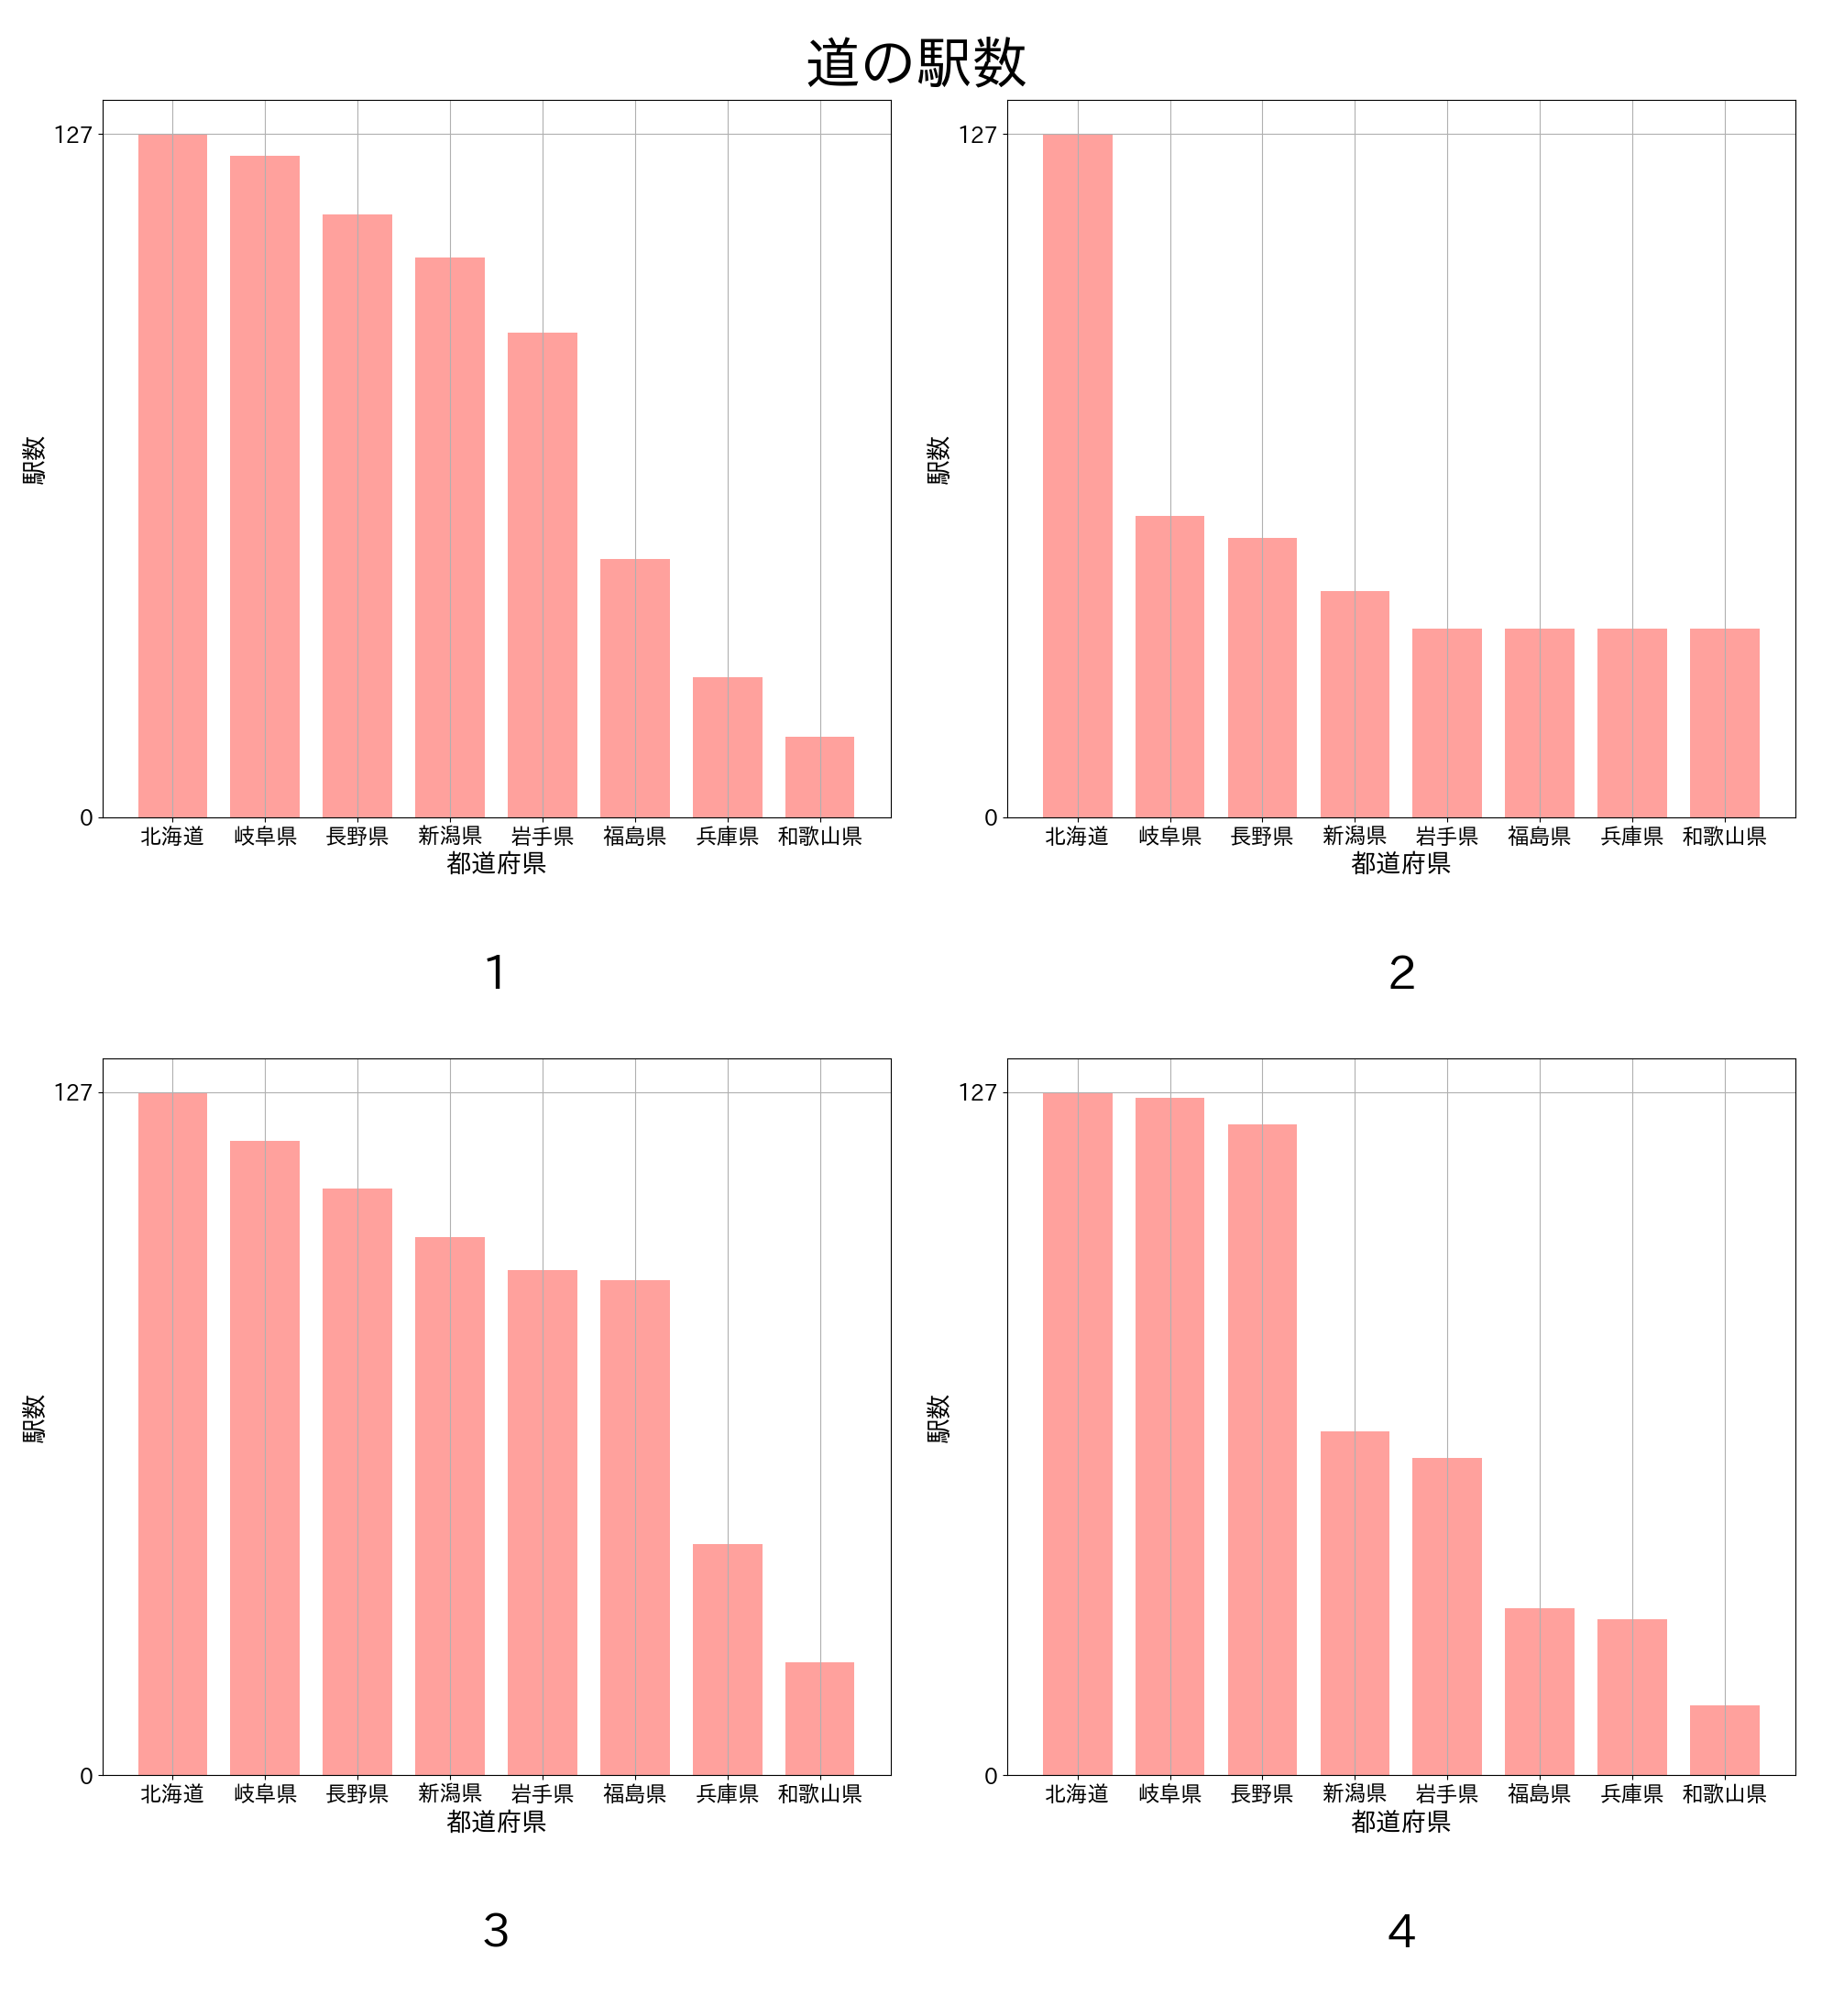 道の駅数
127
0
駅数
北海道 岐阜県 長野県 新潟県 岩手県 福島県 兵庫県 和歌山県
都道府県
1
127
0
駅数
北海道 岐阜県 長野県 新潟県 岩手県 福島県 兵庫県 和歌山県
都道府県
2
127
0
駅数
北海道 岐阜県 長野県 新潟県 岩手県 福島県 兵庫県 和歌山県
都道府県
3
127
0
駅数
北海道 岐阜県 長野県 新潟県 岩手県 福島県 兵庫県 和歌山県
都道府県
4